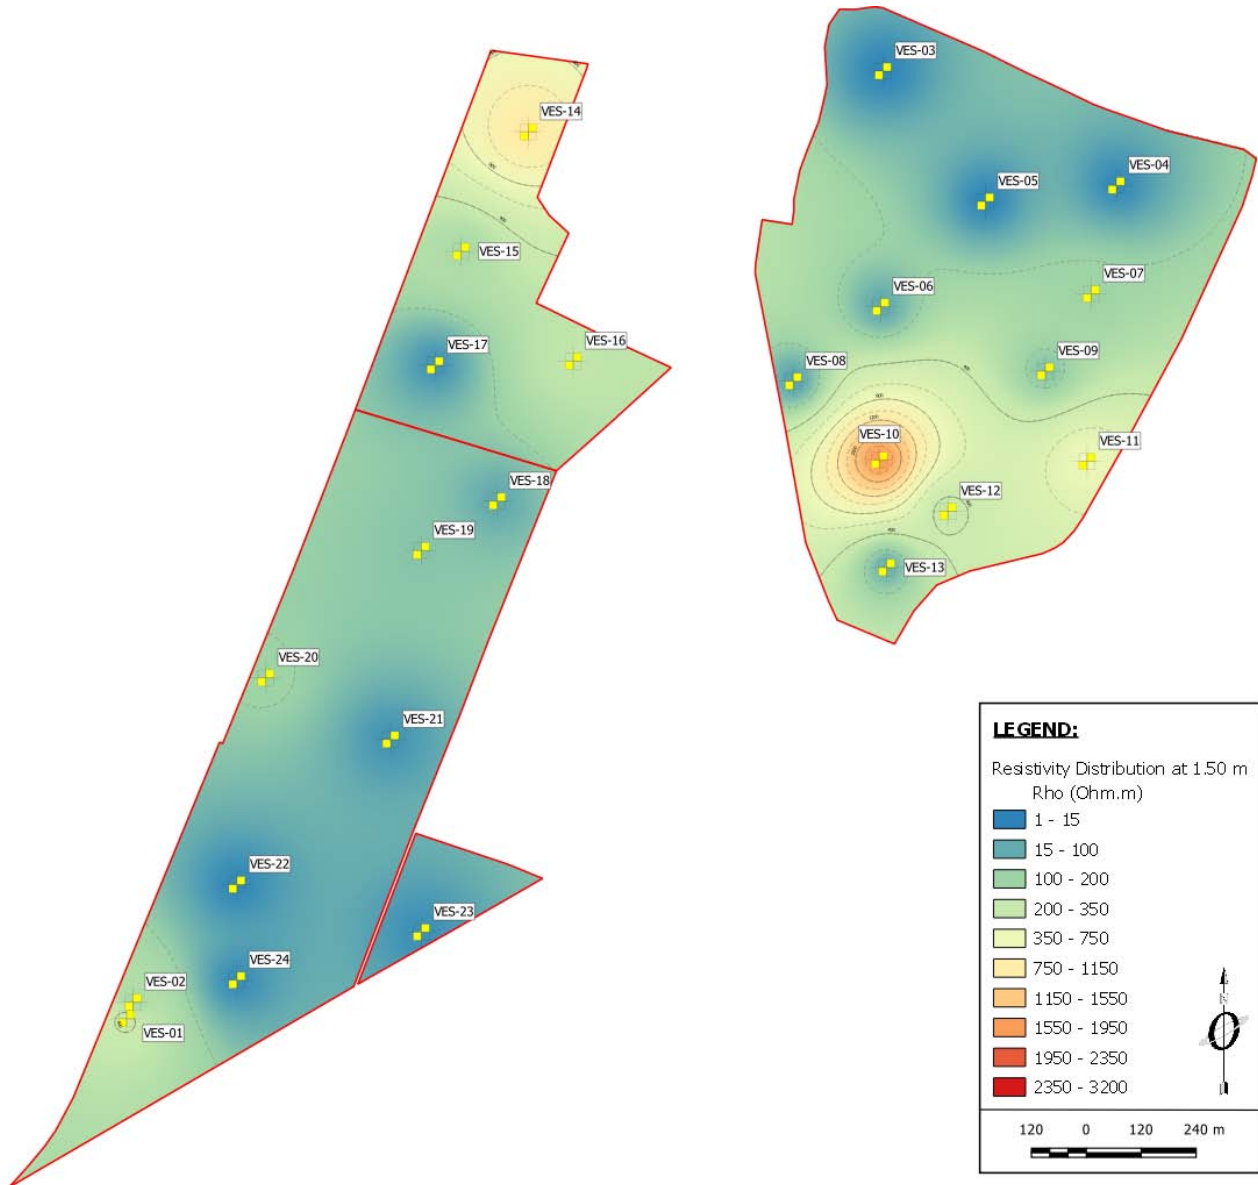 VES-03
VES-14
VES-04
VES-05
VES-15
VES-07
VES-06
VES-16
VES-17
VES-09
VES-08
VES-10
VES-11
VES-18
VES-12
VES-19
VES-13
VES-20
VES-21
VES-22
VES-23
VES-24
VES-02
VES-01
LEGEND:
Resistivity Distribution at 1.50 m
Rho (Ohm.m)
1 - 15
15 - 100
100 - 200
200 - 350
350 - 750
750 - 1150
1150 - 1550
1550 - 1950
1950 - 2350
2350 - 3200
120 0 120 240 m